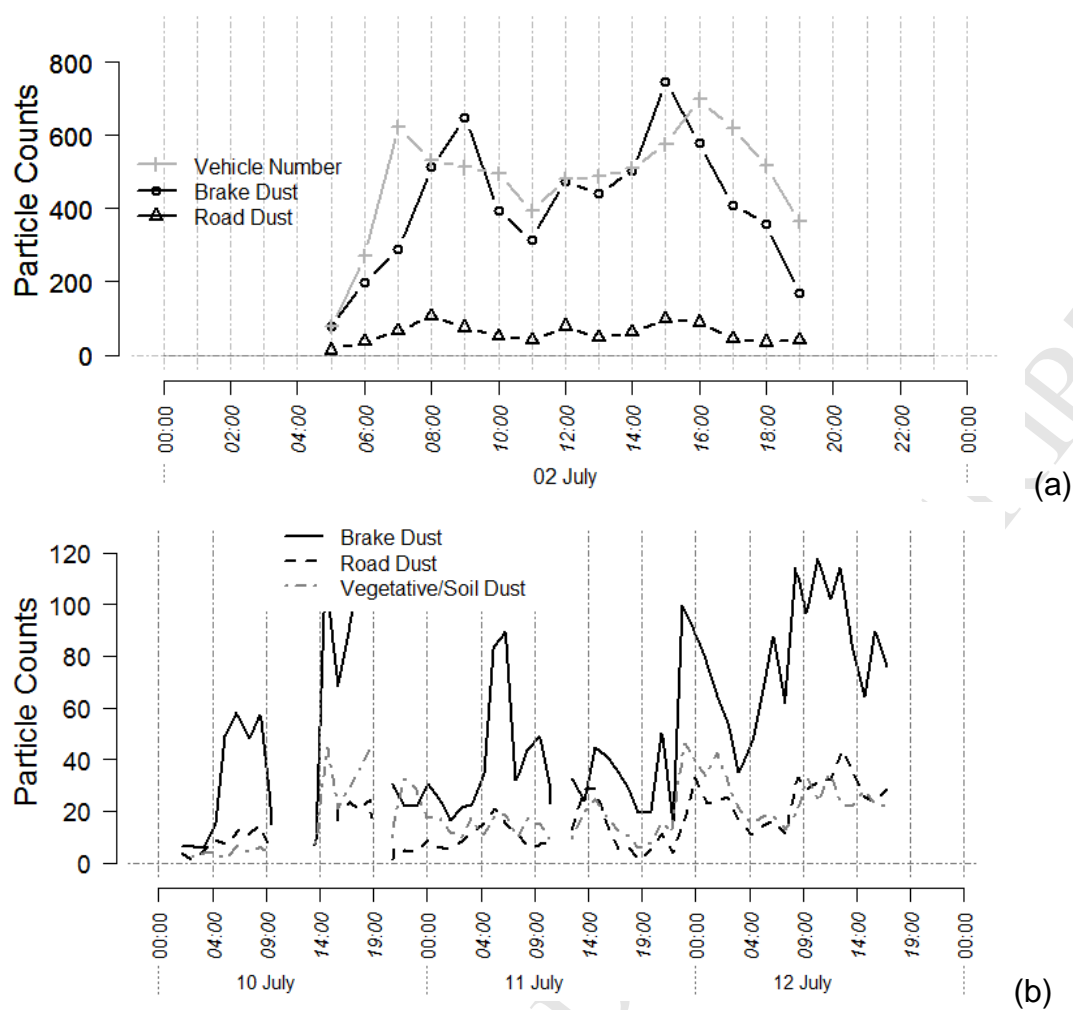 800
600
400
200
0
Particle Counts
Vehicle Number
Brake Dust
Road Dust
00:00 02:00 04:00 06:00 08:00 10:00 12:00 14:00 16:00 18:00 20:00 22:00 00:00
02 July
(a)
Brake Dust
Road Dust
Vegetative/Soil Dust
120
100
80
60
40
20
0
Particle Counts
00:00 04:00 09:00 14:00 19:00 00:00 04:00 09:00 14:00 19:00 00:00 04:00 09:00 14:00 19:00 00:00
10 July 11 July 12 July
(b)